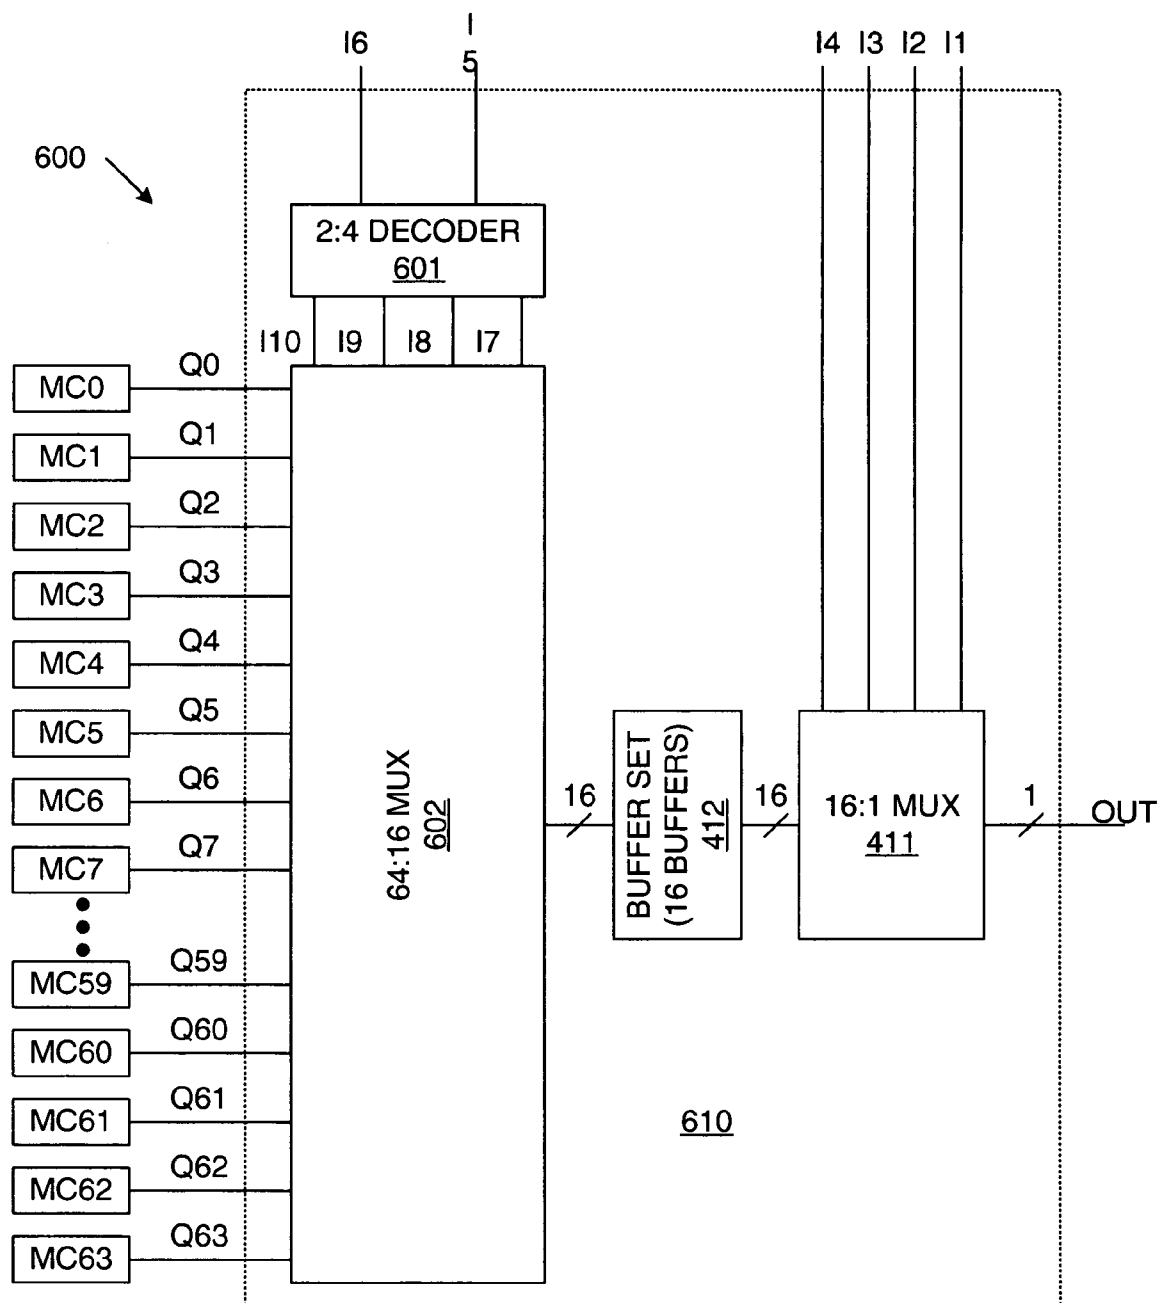 I6
I
5
I4 I3 I2 I1
600
2:4 DECODER
601
I10 I9 I8 I7
MC0 Q0
MC1 Q1
MC2 Q2
MC3 Q3
MC4 Q4
MC5 Q5
MC6 Q6
MC7 Q7
MC59 Q59
MC60 Q60
MC61 Q61
MC62 Q62
MC63 Q63
64:16 MUX
602
16
BUFFER SET
(16 BUFFERS)
412
16
16:1 MUX
411
1
OUT
610